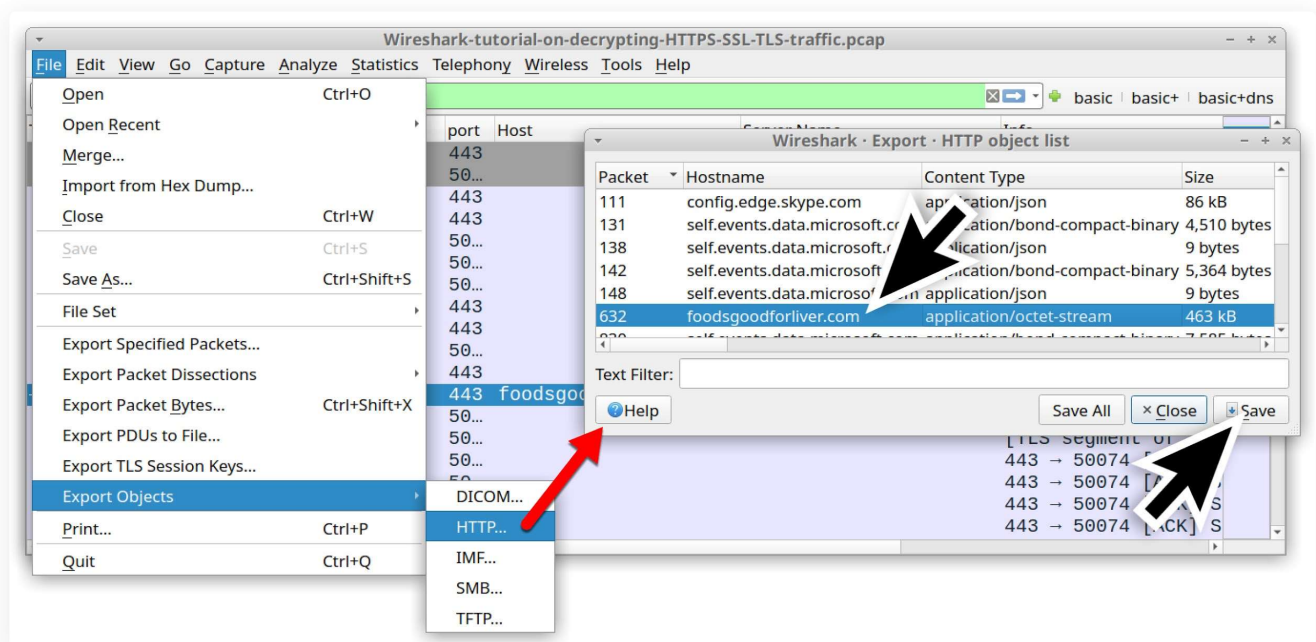 Wireshark-tutorial-on-decrypting-HTTPS-SSL-TLS-traffic.pcap
File Edit View Go Capture Analyze Statistics Telephony Wireless Tools Help
basic basic+ basic+dns
Open Ctrl+O
Open Recent
Merge...
Import from Hex Dump...
Close Ctrl+W
Save Ctrl+S
Save As... Ctrl+Shift+S
File Set
Export Specified Packets...
Export Packet Dissections
Export Packet Bytes... Ctrl+Shift+X
Export PDUs to File...
Export TLS Session Keys...
Export Objects
Print... Ctrl+P
Quit Ctrl+Q
DICOM...
HTTP...
IMF...
SMB...
TFTP...
port Host
443
50...
443
443
50...
50...
50...
443
443
50...
443
443 foodsgoo
50...
50...
50...
Wireshark · Export · HTTP object list
Packet Hostname Content Type Size
111 config.edge.skype.com application/json 86 kB
131 self.events.data.microsoft.c application/bond-compact-binary 4,510 bytes
138 self.events.data.microsoft. application/json 9 bytes
142 self.events.data.microsoft application/bond-compact-binary 5,364 bytes
148 self.events.data.microsof m application/json 9 bytes
632 foodsgoodforliver.com application/octet-stream 463 kB
Text Filter:
Help Save All Close Save
[TLS segment of
443 → 50074
443 → 50074 [A S
443 → 50074 K] S
443 → 50074 [ACK] S